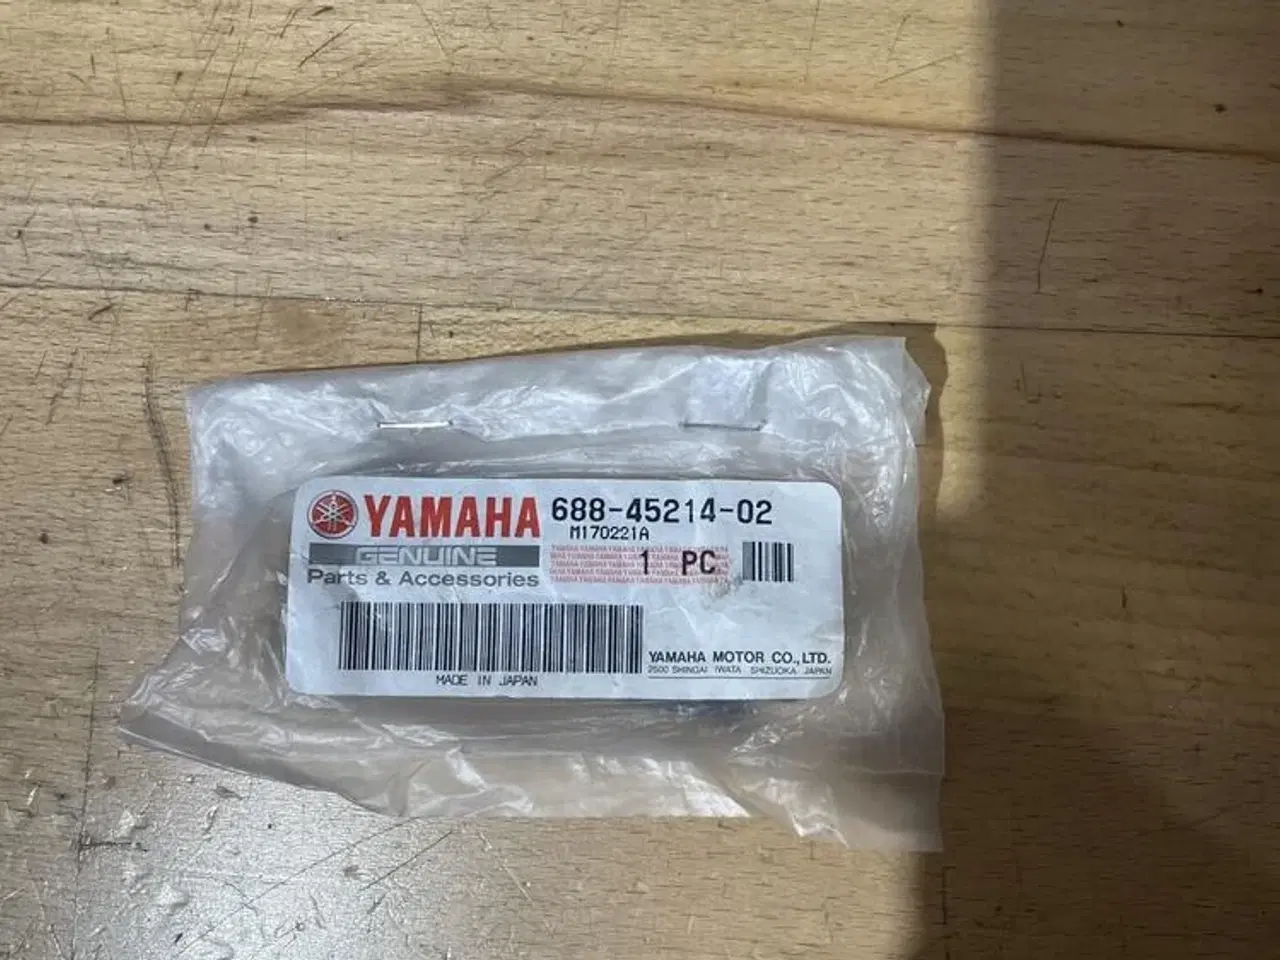 YAMAHA 688-45214-02
M170221A
GENUINE
1 PC
Parts & Accessories
YAMAHA MOTOR CO.,LTD.
2500 SHINGAI IWATA SHIZUOKA JAPAN
MADE IN JAPAN